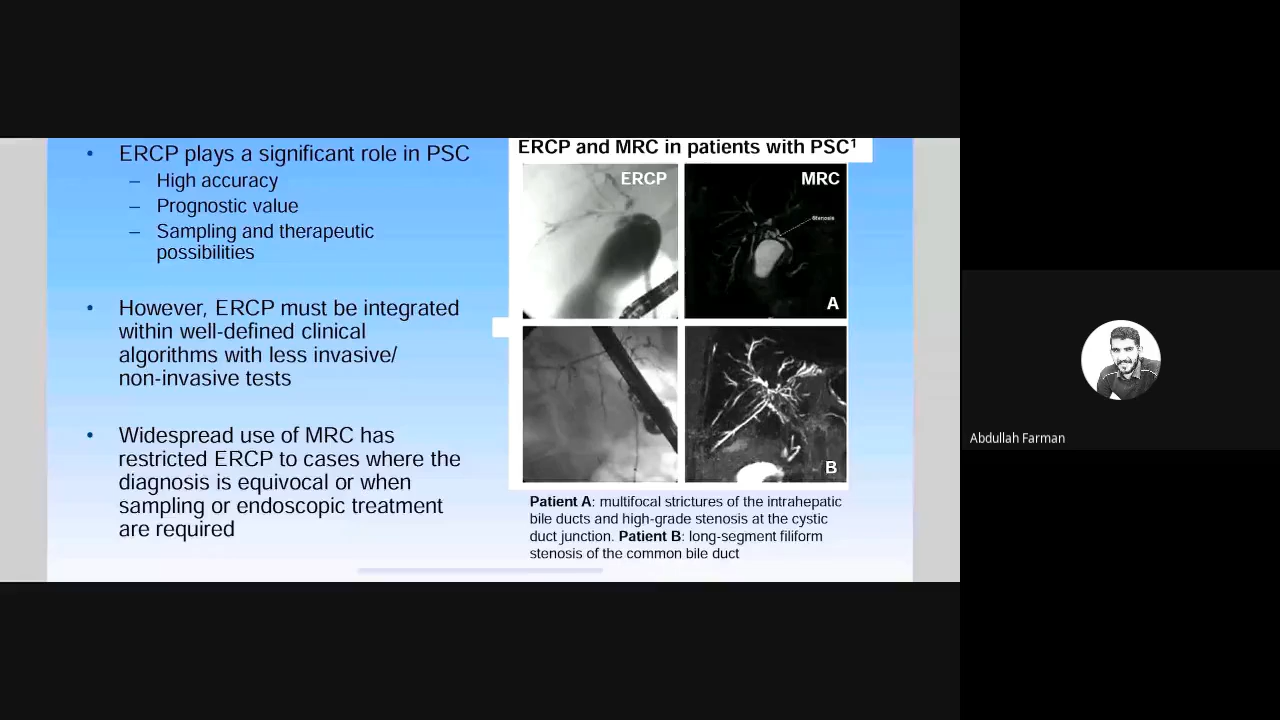 • ERCP plays a significant role in PSC
– High accuracy
– Prognostic value
– Sampling and therapeutic
possibilities
• However, ERCP must be integrated
within well-defined clinical
algorithms with less invasive/
non-invasive tests
• Widespread use of MRC has
restricted ERCP to cases where the
diagnosis is equivocal or when
sampling or endoscopic treatment
are required
ERCP and MRC in patients with PSC¹
ERCP
MRC
Stenosis
A
B
Patient A: multifocal strictures of the intrahepatic
bile ducts and high-grade stenosis at the cystic
duct junction. Patient B: long-segment filiform
stenosis of the common bile duct
Abdullah Farman